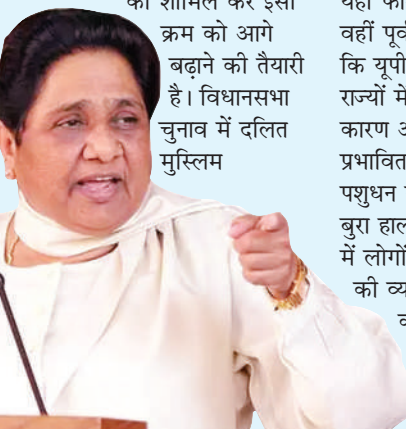 को शामिल कर इसी
क्रम को आगे
बढ़ाने की तैयारी
है। विधानसभा
चुनाव में दलित
मुस्लिम
वहीं पूर्व
कि यूपी
राज्यों में
कारण
प्रभावित
पशुधन
बुरा हाल
में लोगों
की